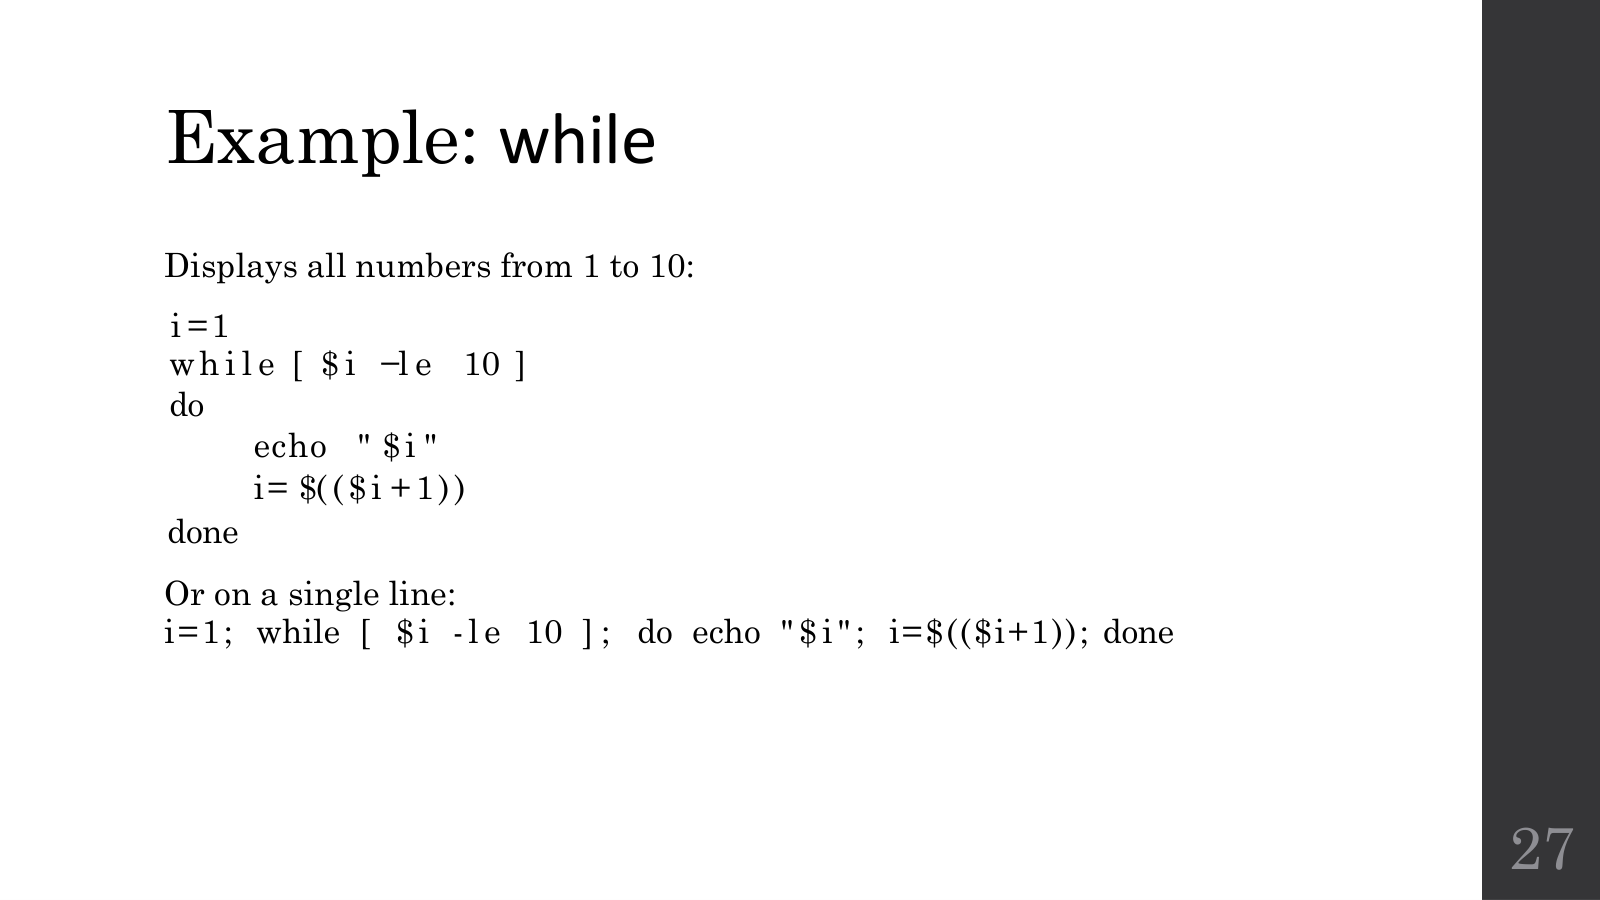 Example: while
Displays all numbers from 1 to 10:
i=1
while [ $i –le 10 ]
do
echo "$i"
i= $(($i+1))
done
Or on a single line:
i=1; while [ $i -le 10 ]; do echo "$i"; i=$(($i+1)); done
27